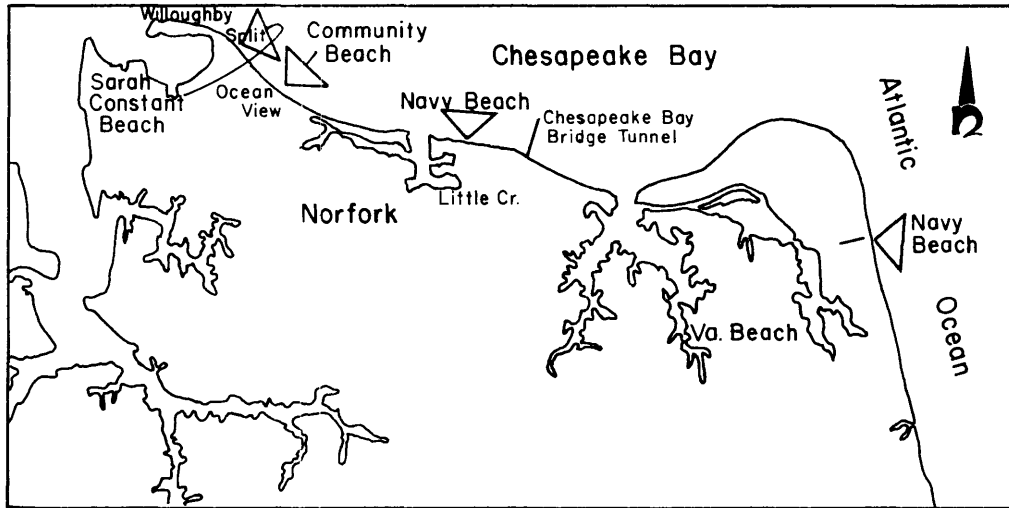 Willoughby
Split
Community
Beach
Chesapeake Bay
Sarah
Constant
Beach
Ocean
View
Navy Beach
Chesapeake Bay
Bridge Tunnel
Atlantic
Little Cr.
Norfork
Navy
Beach
Va. Beach
Ocean